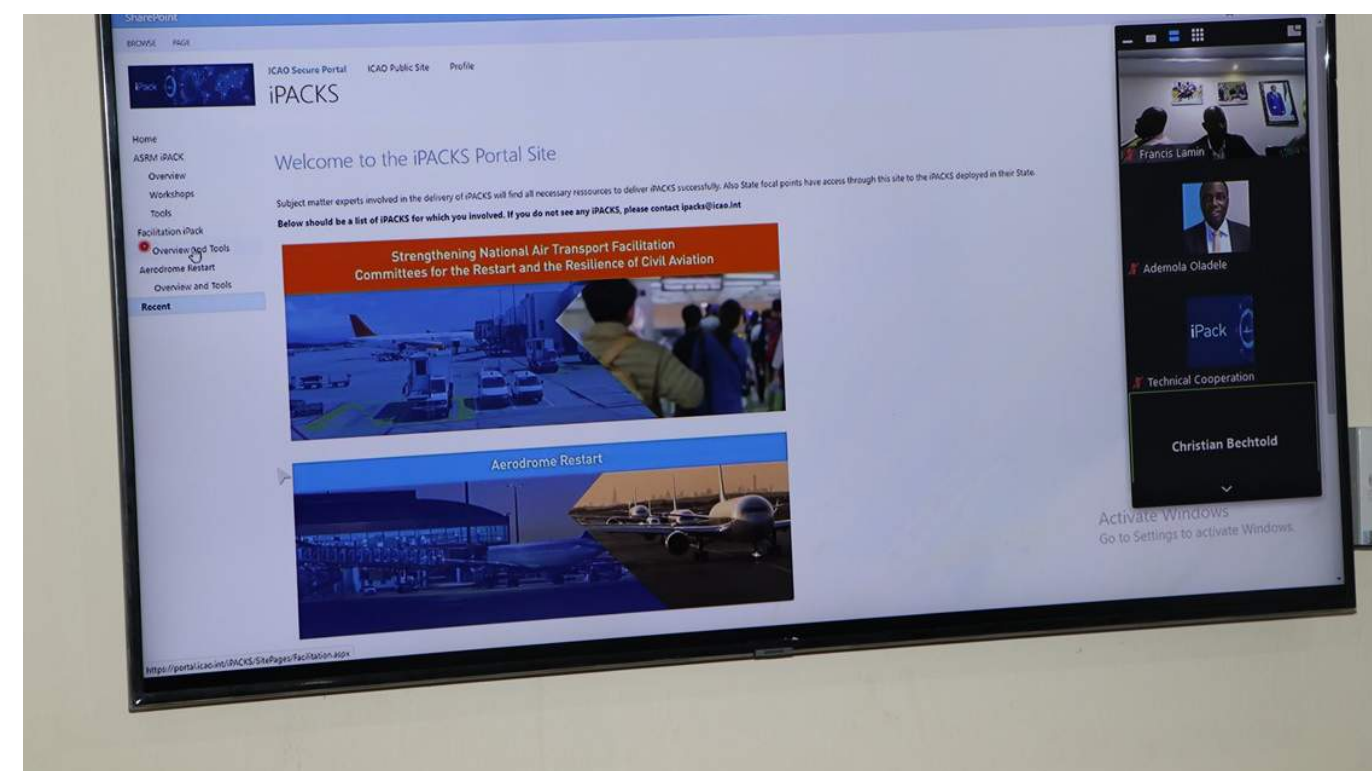 SharePoint
BROWSE PAGE
iPack
ICAO Secure Portal ICAO Public Site Profile
iPACKS
Home
ASRM iPACK
Overview
Workshops
Tools
Facilitation iPack
Overview and Tools
Aerodrome Restart
Overview and Tools
Recent
Welcome to the iPACKS Portal Site
Subject matter experts involved in the delivery of iPACKS will find all necessary ressources to deliver iPACKS successfully. Also State focal points have access through this site to the iPACKS deployed in their State.
Below should be a list of iPACKS for which you involved. If you do not see any iPACKS, please contact ipacks@icao.int
Strengthening National Air Transport Facilitation
Committees for the Restart and the Resilience of Civil Aviation
Aerodrome Restart
Francis Lamin
Ademola Oladele
iPack
Technical Cooperation
Christian Bechtold
Activate Windows
Go to Settings to activate Windows.
https://portal.icao.int/iPACKS/SitePages/Facilitation.aspx